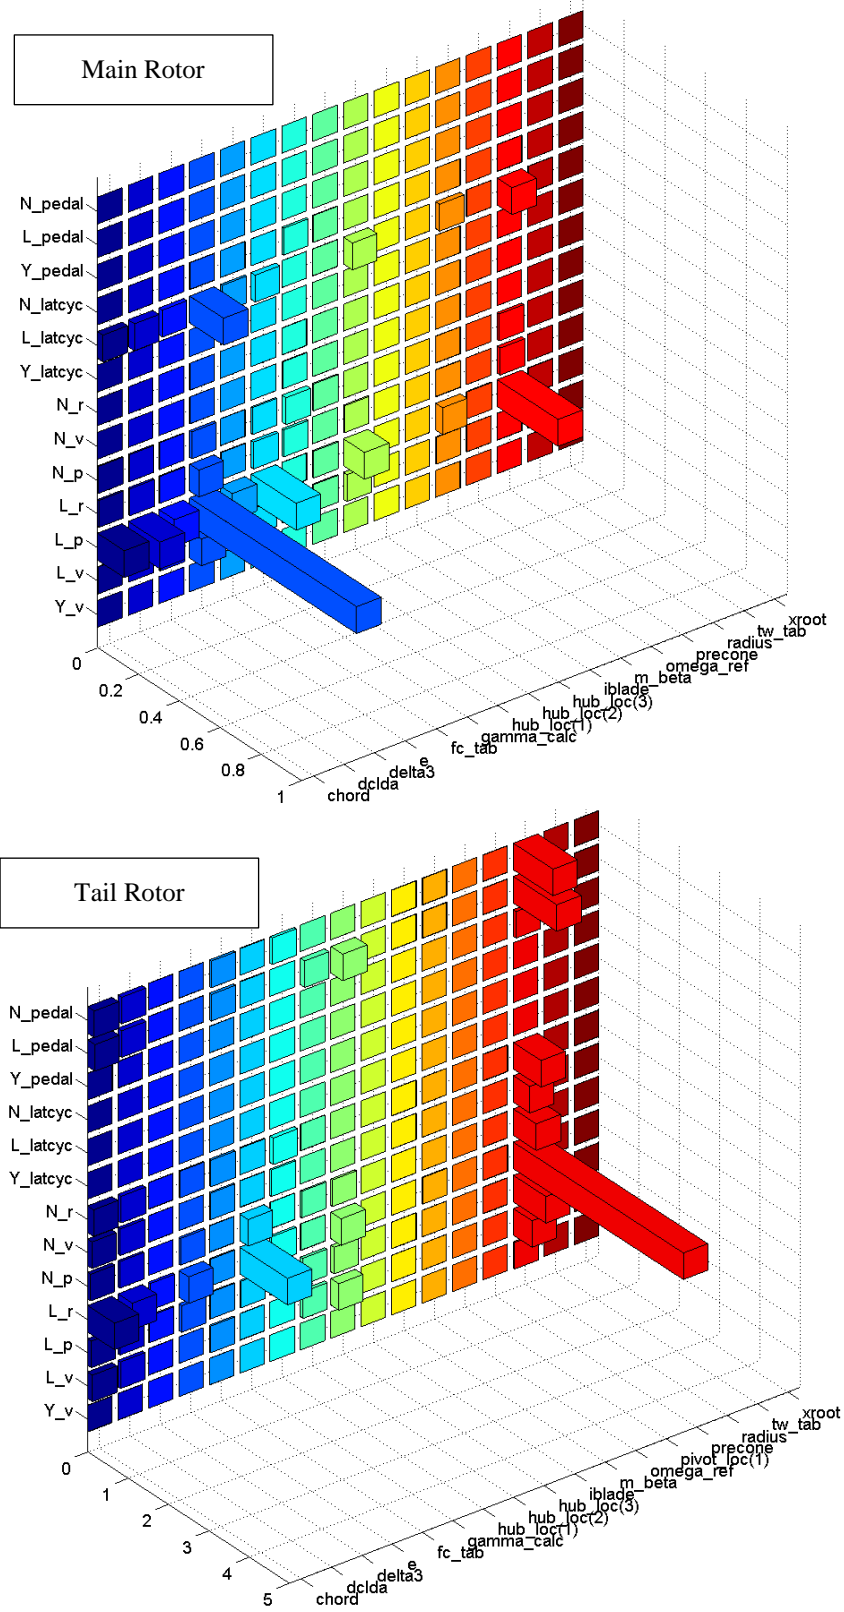 Main Rotor
N_pedal
L_pedal
Y_pedal
N_latcyc
L_latcyc
Y_latcyc
N_r
N_v
N_p
L_r
L_p
L_v
Y_v
0
0.2
0.4
0.6
0.8
1
chord
dclda
delta3
e
fc_tab
gamma_calc
hub_loc(1)
hub_loc(2)
hub_loc(3)
iblade
m_beta
omega_ref
precone
radius
tw_tab
xroot
Tail Rotor
N_pedal
L_pedal
Y_pedal
N_latcyc
L_latcyc
Y_latcyc
N_r
N_v
N_p
L_r
L_p
L_v
Y_v
0
1
2
3
4
5
chord
dclda
delta3
e
fc_tab
gamma_calc
hub_loc(1)
hub_loc(2)
hub_loc(3)
iblade
m_beta
omega_ref
pivot_loc(1)
precone
radius
tw_tab
xroot